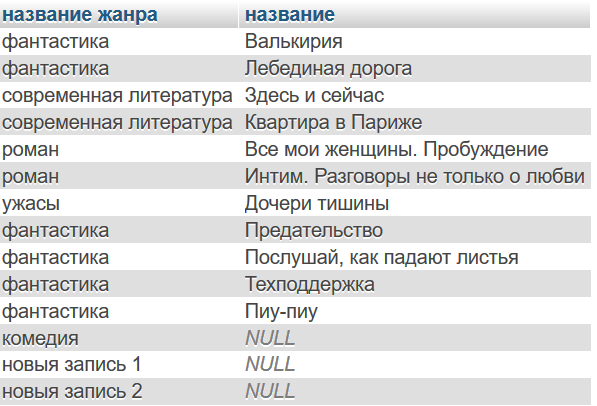 название жанра название
фантастика Валькирия
фантастика Лебединая дорога
современная литература Здесь и сейчас
современная литература Квартира в Париже
роман Все мои женщины. Пробуждение
роман Интим. Разговоры не только о любви
ужасы Дочери тишины
фантастика Предательство
фантастика Послушай, как падают листья
фантастика Техподдержка
фантастика Пиу-пиу
комедия NULL
новыя запись 1 NULL
новыя запись 2 NULL